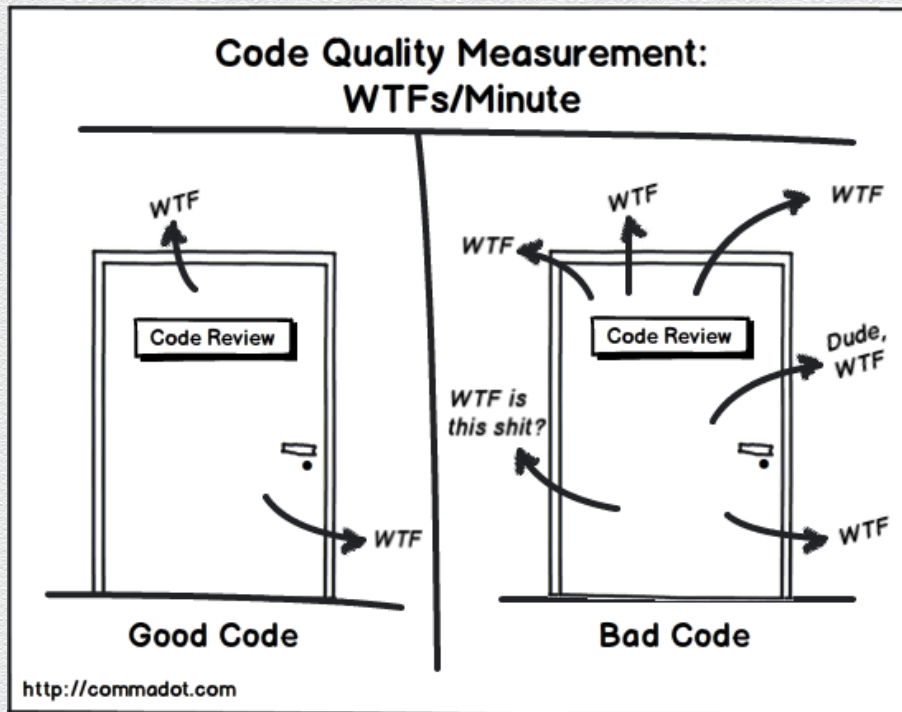 Code Quality Measurement:
WTFs/Minute
WTF
Code Review
WTF
Good Code
WTF
WTF
WTF
Code Review
Dude,
WTF
WTF is
this shit?
WTF
Bad Code
http://commadot.com